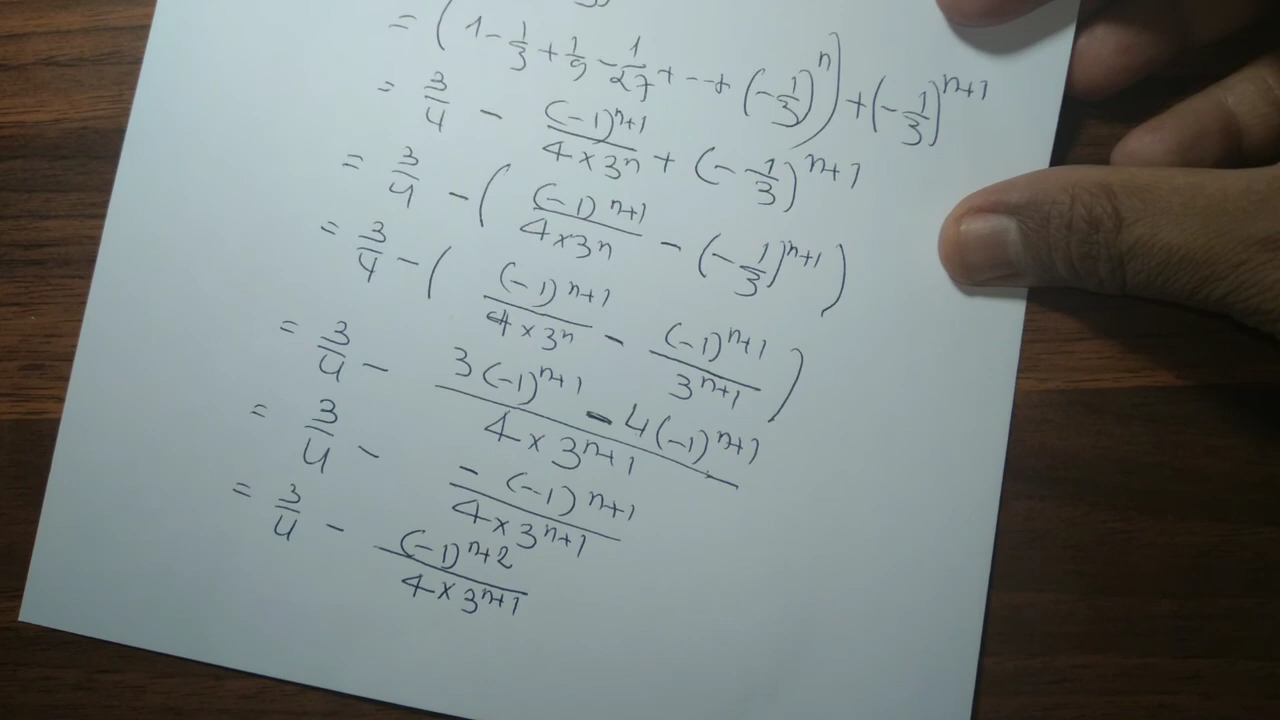 = (1 - 1/3 + 1/9 - 1/27 + --+ (-1/3)^n) + (-1/3)^{n+1}
= 3/4 - (-1)^{n+1}/(4 × 3^n) + (-1/3)^{n+1}
= 3/4 - ( (-1)^{n+1}/(4 × 3^n) - (-1/3)^{n+1} )
= 3/4 - ( (-1)^{n+1}/(4 × 3^n) - (-1)^{n+1}/3^{n+1} )
= 3/4 - (3(-1)^{n+1} - 4(-1)^{n+1})/(4 × 3^{n+1})
= 3/4 - -(-1)^{n+1}/(4 × 3^{n+1})
= 3/4 - (-1)^{n+2}/(4 × 3^{n+1})